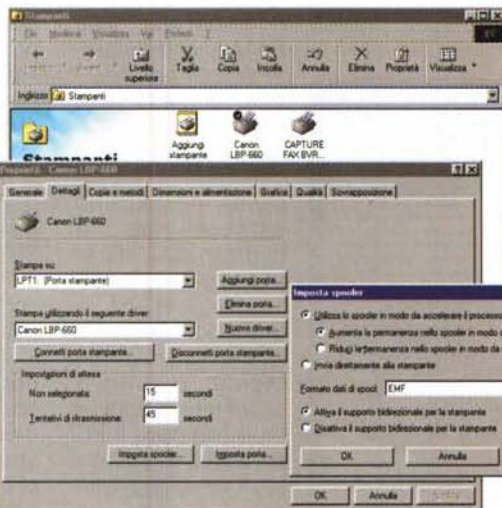 Stampanti
File Modifica Visualizza Vai Preferiti ?
Livello superiore Taglia Copia Incolla Annulla Elimina Proprietà Visualizza
Indirizzo Stampanti
Stampanti
Aggiungi stampante
Canon LBP-660
CAPTURE FAX BVR...
Proprietà - Canon LBP-660
Generale Dettagli Copie e metodi Dimensioni e alimentazione Grafica Qualità Sovrapposizione
Canon LBP-660
Stampa su:
LPT1: (Porta stampante)
Aggiungi porta...
Elimina porta...
Stampa utilizzando il seguente driver:
Canon LBP-660
Nuovo driver...
Connetti porta stampante...
Disconnetti porta stampante...
Impostazioni di attesa
Non selezionata: 15 secondi
Tentativi di ritrasmissione: 45 secondi
Imposta spooler...
Imposta porta...
OK Annulla
Imposta spooler
Utilizza lo spooler in modo da accelerare il processo
Aumenta la permanenza nello spooler in modo
Riduci la permanenza nello spooler in modo da
Invia direttamente alla stampante
Formato dati di spool: EMF
Attiva il supporto bidirezionale per la stampante
Disattiva il supporto bidirezionale per la stampante
OK Annulla